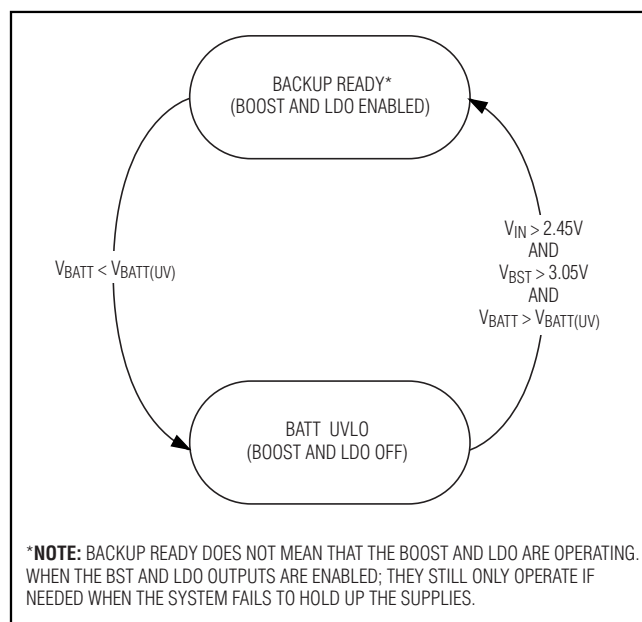 BACKUP READY*
(BOOST AND LDO ENABLED)
VBATT < VBATT(UV)
VIN > 2.45V
AND
VBST > 3.05V
AND
VBATT > VBATT(UV)
BATT UVLO
(BOOST AND LDO OFF)
*NOTE: BACKUP READY DOES NOT MEAN THAT THE BOOST AND LDO ARE OPERATING.
WHEN THE BST AND LDO OUTPUTS ARE ENABLED; THEY STILL ONLY OPERATE IF
NEEDED WHEN THE SYSTEM FAILS TO HOLD UP THE SUPPLIES.